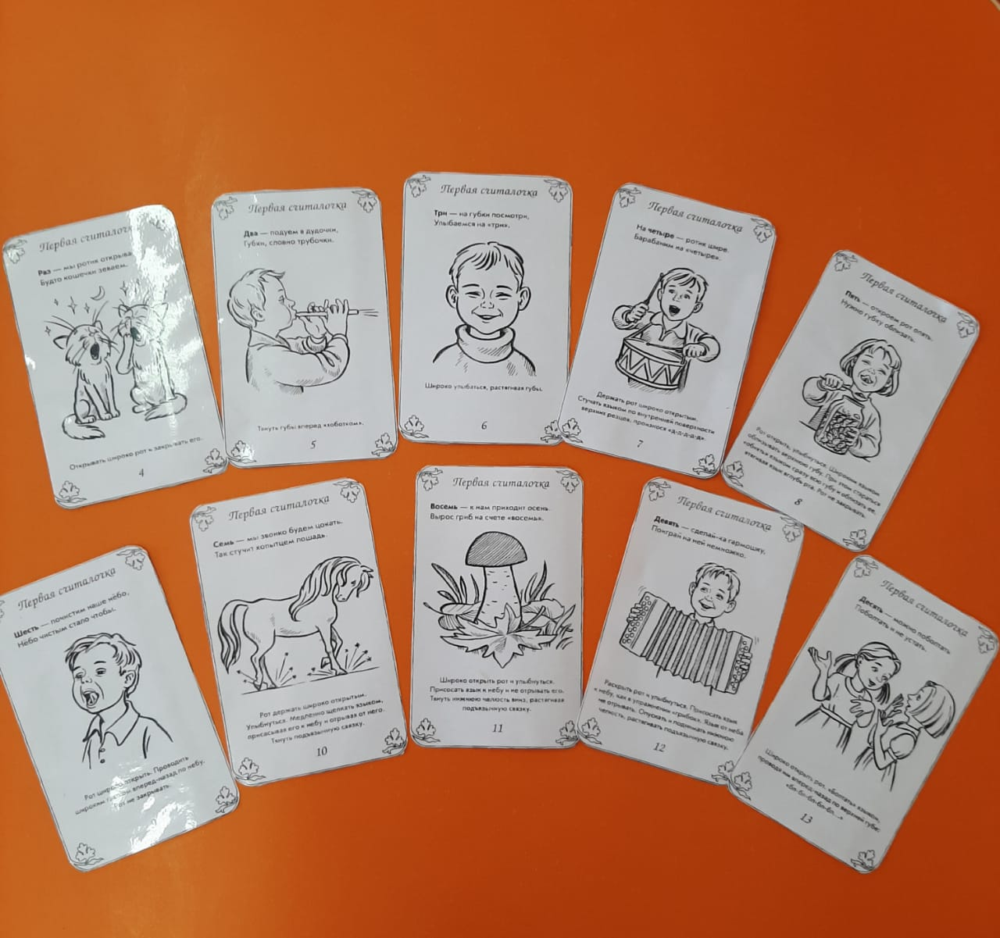 Первая считалочка
Раз — мы ротик открыва
Будто кошечки зеваем.
Открывать широко рот и закрывать его.
4
Первая считалочка
Два — подуем в дудочки,
Губки, словно трубочки.
Тянуть губы вперед «хоботком».
5
Первая считалочка
Три — на губки посмотри,
Улыбаемся на «три».
Широко улыбаться, растягивая губы.
6
Первая считалочка
На четыре — ротик шире.
Барабаним на «четыре».
Держать рот широко открытым.
Стучать языком по внутренней поверхности
верхних резцов, произнося «д-д-д-д-д».
7
Первая считалочка
Пять — откроем рот опять.
Нужно губку облизать.
Рот открыть, улыбнуться. Широким языком
облизывать верхнюю губу. При этом стараться
«обнять» языком сразу всю губу и облизать ее,
втягивая язык вглубь рта. Рот не закрывать.
8
Первая считалочка
Шесть — почистим наше нёбо,
Нёбо чистым стало чтобы.
Рот широко открыть. Проводить
широким вперед-назад по небу.
Рот не закрывать.
Первая считалочка
Семь — мы звонко будем цокать.
Так стучит копытцем лошадь.
Рот держать широко открытым.
Улыбнуться. Медленно щелкать языком,
присасывая его к небу и отрывая от него.
Тянуть подъязычную связку.
10
Первая считалочка
Восемь — к нам приходит осень.
Вырос гриб на счете «восемь».
Широко открыть рот и улыбнуться.
Присосать язык к небу и не отрывать его.
Тянуть нижнюю челюсть вниз, растягивая
подъязычную связку.
11
Первая считалочка
Девять — сделай-ка гармошку,
Поиграй на ней немножко.
Раскрыть рот и улыбнуться. Присосать язык
к небу, как в упражнении «грибок». Язык от неба
не отрывать. Опускать и поднимать нижнюю
челюсть, растягивать подъязычную связку.
12
Первая считалочка
Десять — можно поболтать
Поболтать и не устать.
Широко открыть рот. «Болтать» языком,
проводя им вперед-назад по верхней губе:
«бл-бл-бл-бл-бл...»
13